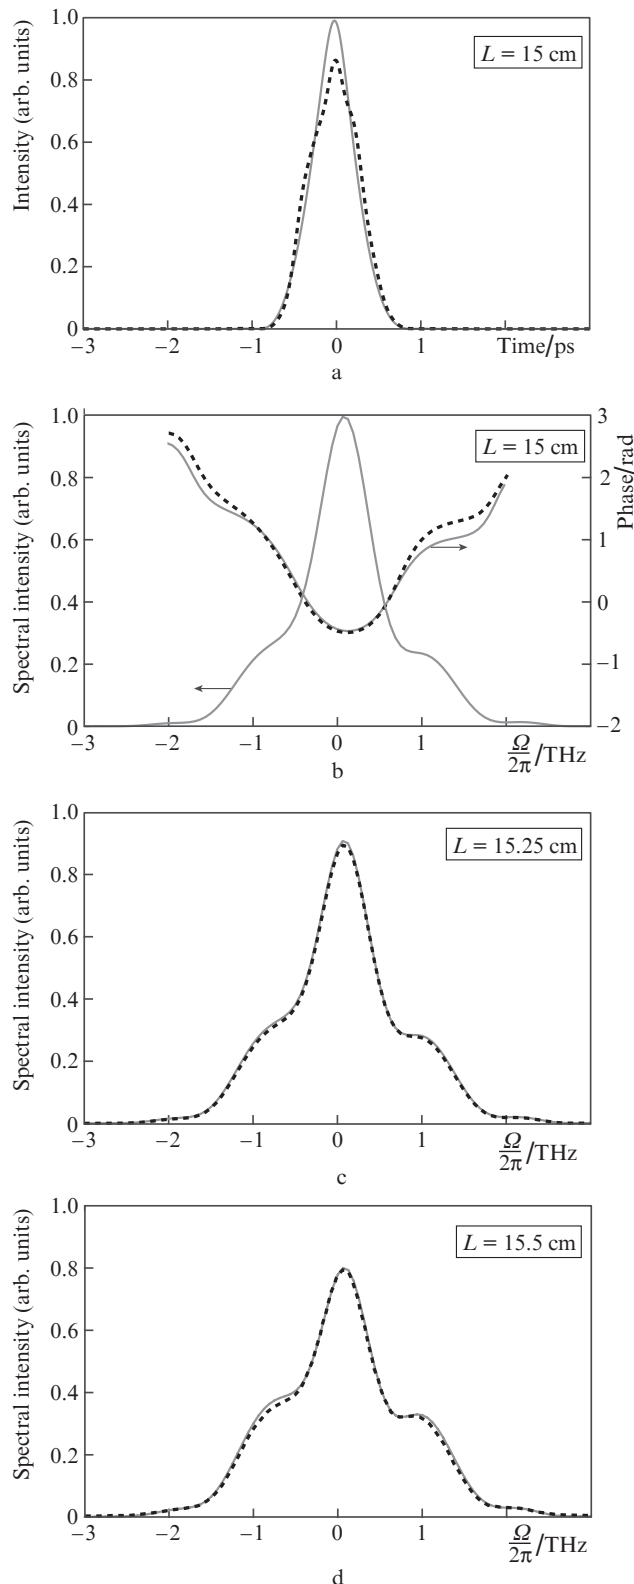 Intensity (arb. units)
1.0
0.8
0.6
0.4
0.2
0
L = 15 cm
−3 −2 −1 0 1 Time/ps
a
Spectral intensity (arb. units)
1.0
0.8
0.6
0.4
0.2
0
L = 15 cm
3
2
1
0
−1
−2
Phase/rad
−3 −2 −1 0 1 Ω/2π/THz
b
Spectral intensity (arb. units)
1.0
0.8
0.6
0.4
0.2
0
L = 15.25 cm
−3 −2 −1 0 1 Ω/2π/THz
c
Spectral intensity (arb. units)
1.0
0.8
0.6
0.4
0.2
0
L = 15.5 cm
−3 −2 −1 0 1 Ω/2π/THz
d